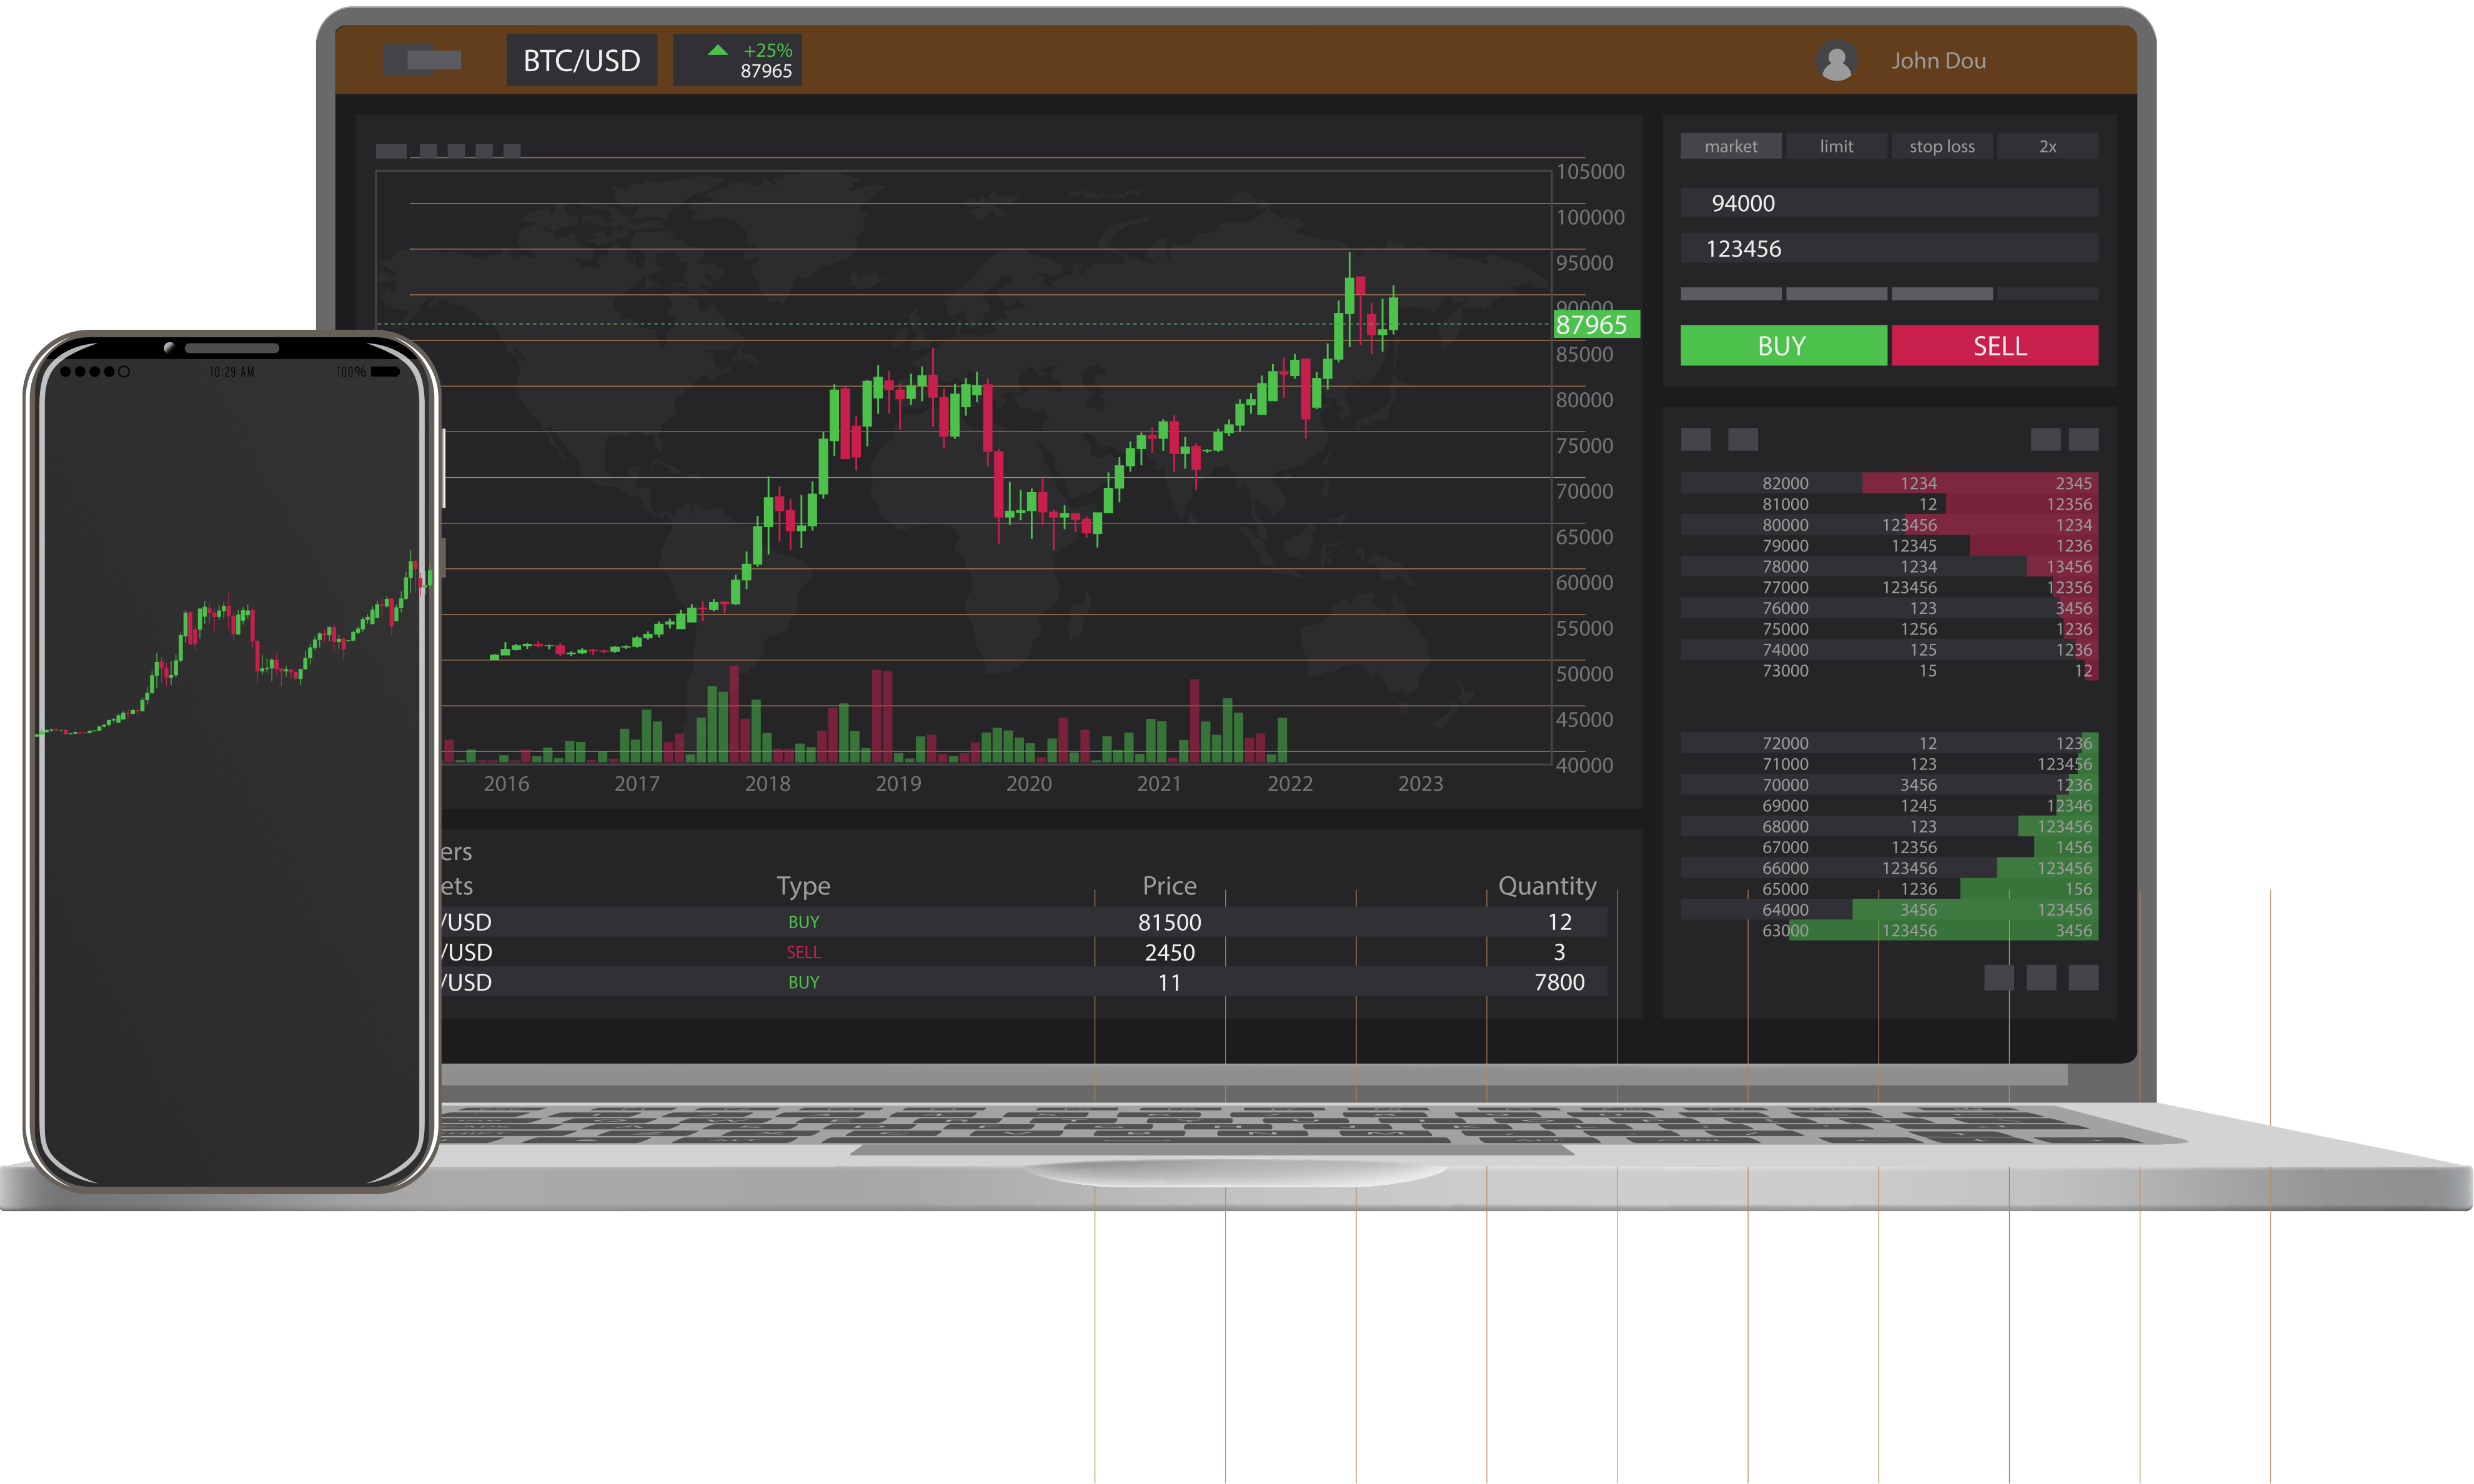 BTC/USD
+25%
87965
John Dou
market limit stop loss 2x
94000
123456
BUY SELL
105000
100000
95000
90000
87965
85000
80000
75000
70000
65000
60000
55000
50000
45000
40000
2016 2017 2018 2019 2020 2021 2022 2023
10:29 AM 100%
82000 1234 2345
81000 12 12356
80000 123456 1234
79000 12345 1236
78000 1234 13456
77000 123456 12356
76000 123 3456
75000 1256 1236
74000 125 1236
73000 15 12
72000 12 1236
71000 123 123456
70000 3456 1236
69000 1245 12346
68000 123 123456
67000 12356 1456
66000 123456 123456
65000 1236 156
64000 3456 123456
63000 123456 3456
ers
ets Type Price Quantity
/USD BUY 81500 12
/USD SELL 2450 3
/USD BUY 11 7800